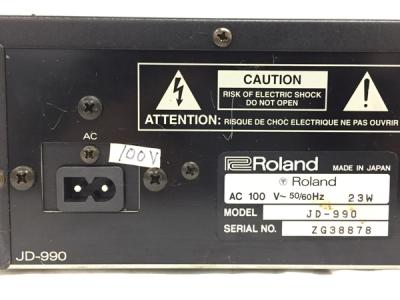 CAUTION
RISK OF ELECTRIC SHOCK
DO NOT OPEN
ATTENTION: RISQUE DE CHOC ELECTRIQUE NE PAS OUVRIR
AC
100V
Roland
MADE IN JAPAN
Roland
AC 100 V~ 50/60Hz 23W
MODEL JD-990
SERIAL NO. ZG38878
JD-990